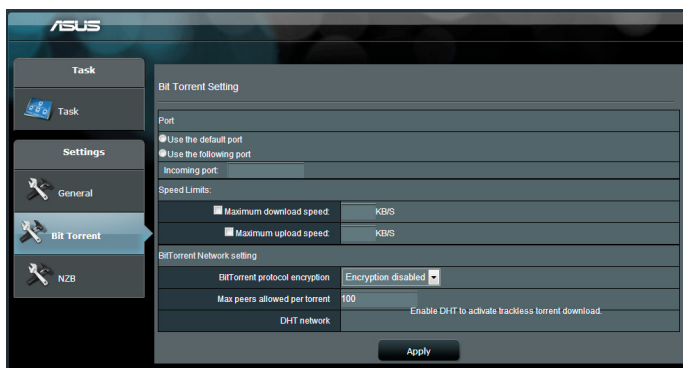 ASUS
Task
Task
Settings
General
Bit Torrent
NZB
Bit Torrent Setting
Port
Use the default port
Use the following port
Incoming port:
Speed Limits:
Maximum download speed: KB/S
Maximum upload speed: KB/S
BitTorrent Network setting
BitTorrent protocol encryption Encryption disabled
Max peers allowed per torrent 100
DHT network Enable DHT to activate trackless torrent download.
Apply